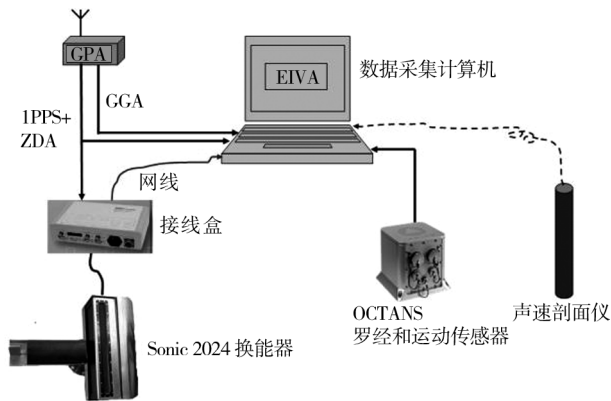 GPA
EIVA
数据采集计算机
GGA
1PPS+
ZDA
网线
接线盒
OCTANS
罗经和运动传感器
声速剖面仪
Sonic 2024 换能器